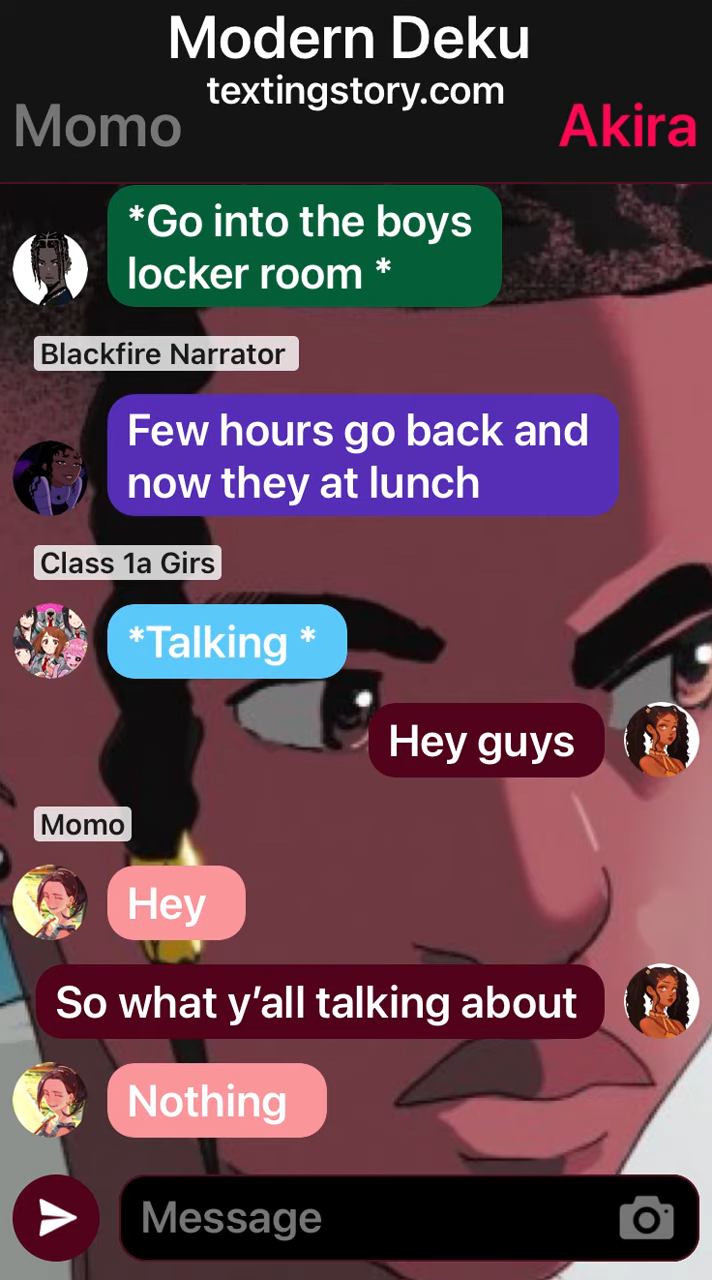 Modern Deku
textingstory.com
Momo
Akira
*Go into the boys
locker room *
Blackfire Narrator
Few hours go back and
now they at lunch
Class 1a Girs
*Talking *
Hey guys
Momo
Hey
So what y’all talking about
Nothing
Message